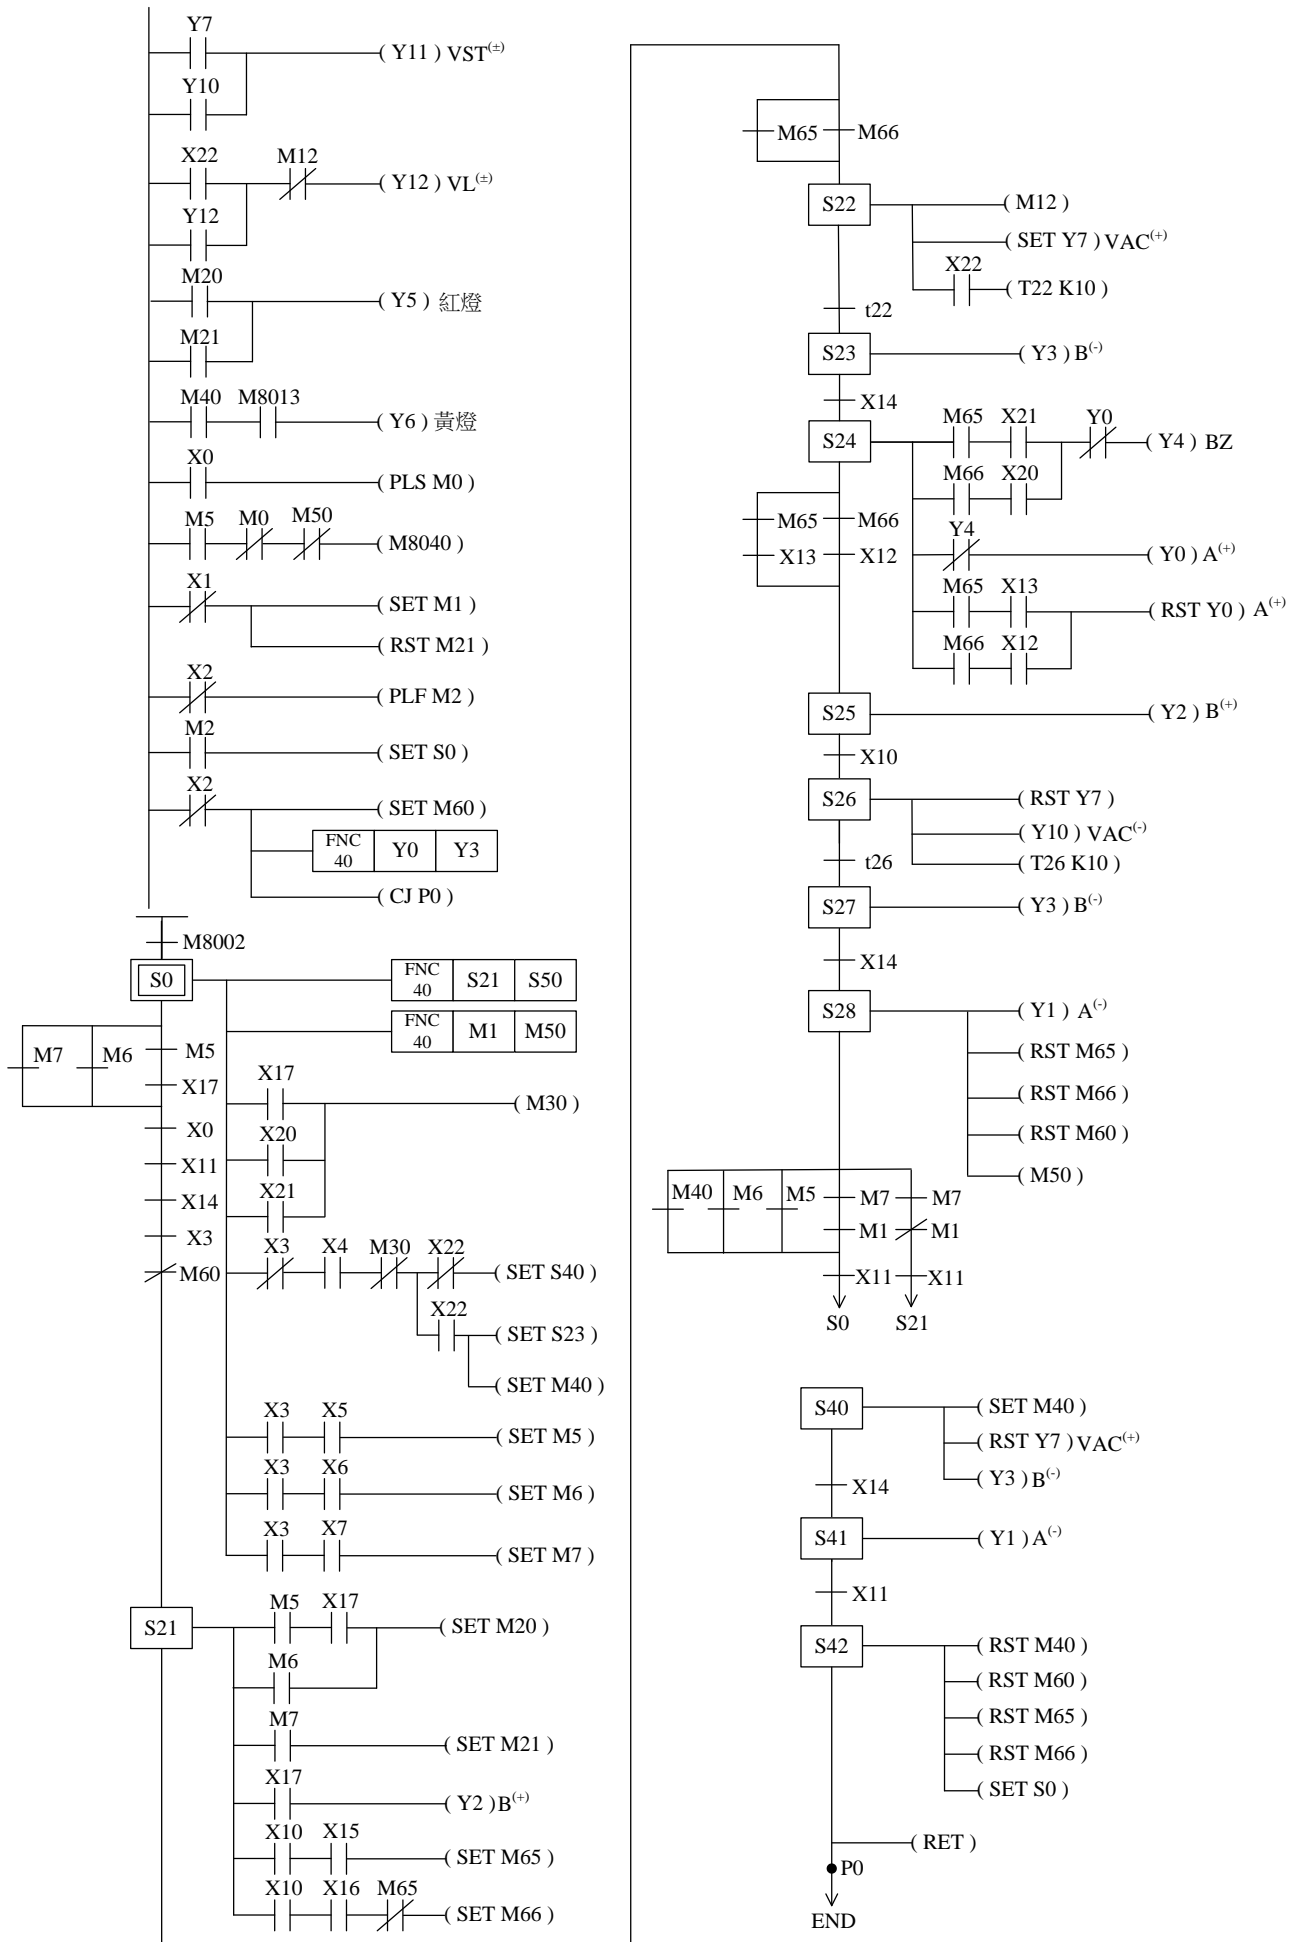 Y7
( Y11 ) VST(±)
Y10
X22 M12
( Y12 ) VL(±)
Y12
M20
( Y5 ) 紅燈
M21
M40 M8013
( Y6 ) 黃燈
X0
( PLS M0 )
M5 M0 M50
( M8040 )
X1
( SET M1 )
( RST M21 )
X2
( PLF M2 )
M2
( SET S0 )
X2
( SET M60 )
FNC 40 Y0 Y3
( CJ P0 )
M8002
S0
FNC 40 S21 S50
FNC 40 M1 M50
M7 M6 M5
X17
X0
X11
X14
X3
M60
X17
( M30 )
X20
X21
X3 X4 M30 X22
( SET S40 )
X22
( SET S23 )
( SET M40 )
X3 X5
( SET M5 )
X3 X6
( SET M6 )
X3 X7
( SET M7 )
S21
M5 X17
( SET M20 )
M6
M7
( SET M21 )
X17
( Y2 ) B(+)
X10 X15
( SET M65 )
X10 X16 M65
( SET M66 )
M65 M66
S22
( M12 )
( SET Y7 ) VAC(+)
X22
( T22 K10 )
t22
S23
( Y3 ) B(-)
X14
S24
M65 X21 Y0
( Y4 ) BZ
M66 X20
M65 M66
X13 X12
Y4
( Y0 ) A(+)
M65 X13
( RST Y0 ) A(+)
M66 X12
S25
( Y2 ) B(+)
X10
S26
( RST Y7 )
( Y10 ) VAC(-)
( T26 K10 )
t26
S27
( Y3 ) B(-)
X14
S28
( Y1 ) A(-)
( RST M65 )
( RST M66 )
( RST M60 )
( M50 )
M40 M6 M5 M7 M7
M1 M1
X11 X11
S0 S21
S40
( SET M40 )
( RST Y7 ) VAC(+)
( Y3 ) B(-)
X14
S41
( Y1 ) A(-)
X11
S42
( RST M40 )
( RST M60 )
( RST M65 )
( RST M66 )
( SET S0 )
( RET )
P0
END